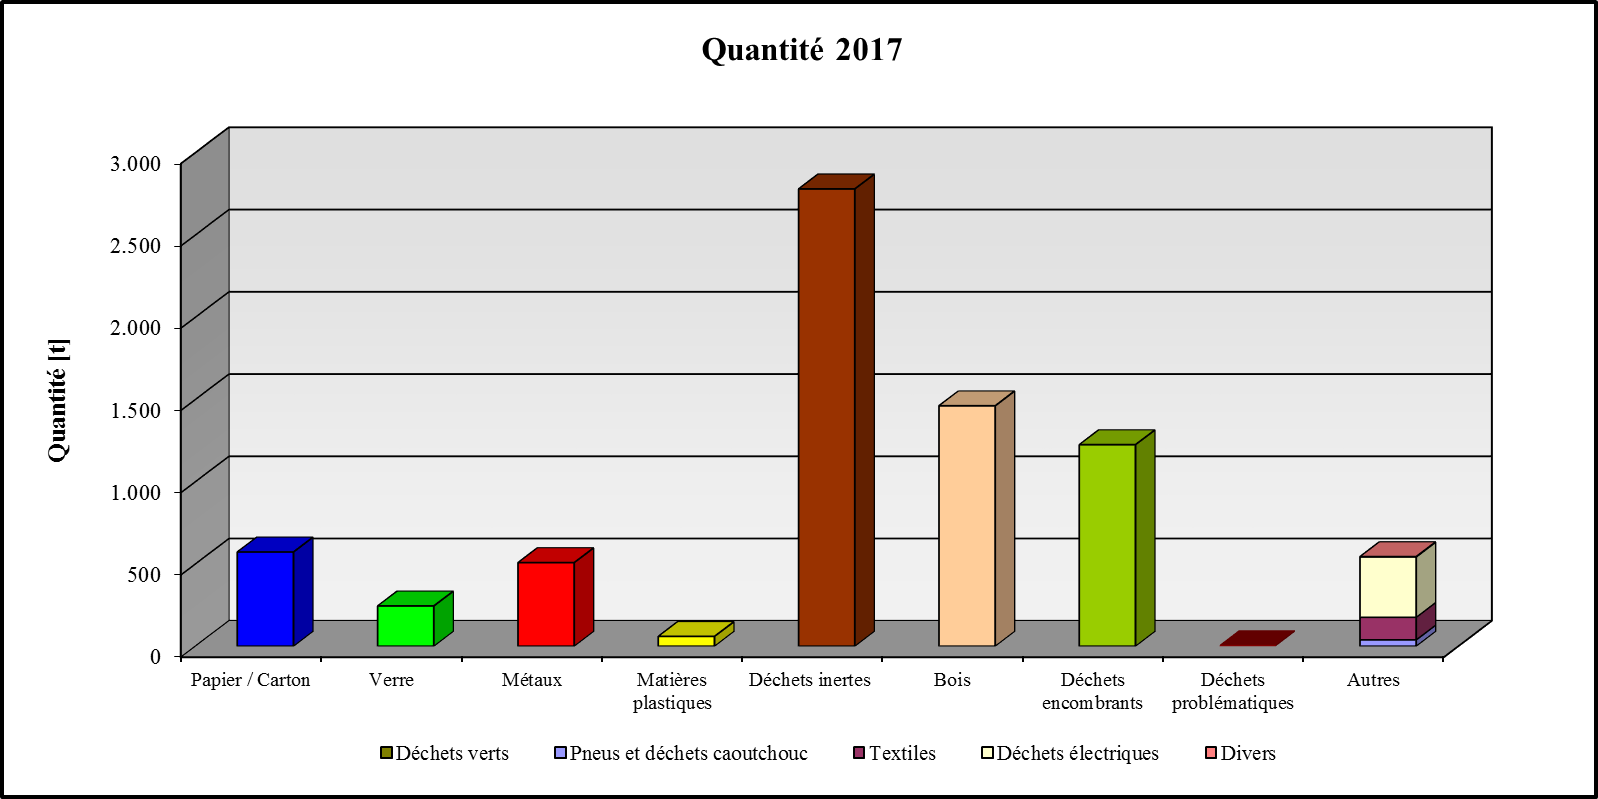 Quantité 2017
Quantité [t]
3.000
2.500
2.000
1.500
1.000
500
0
Papier / Carton
Verre
Métaux
Matières
plastiques
Déchets inertes
Bois
Déchets
encombrants
Déchets
problématiques
Autres
Déchets verts
Pneus et déchets caoutchouc
Textiles
Déchets électriques
Divers